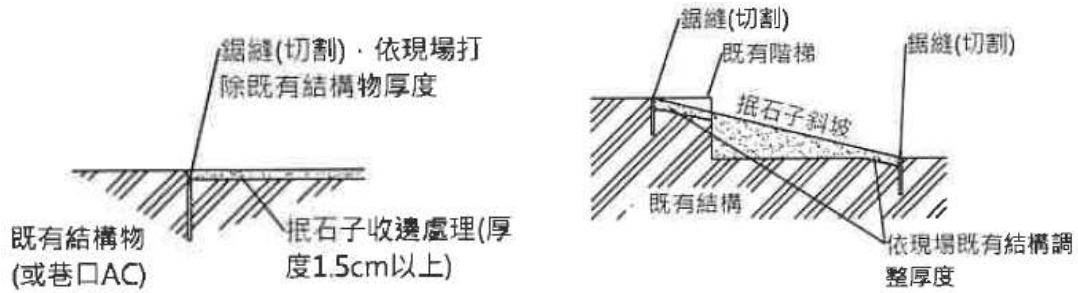 鋸縫(切割)，依現場打
除既有結構物厚度
既有結構物
(或巷口AC)
抿石子收邊處理(厚
度1.5cm以上)
鋸縫(切割)
既有階梯
鋸縫(切割)
抿石子斜坡
既有結構
依現場既有結構調
整厚度